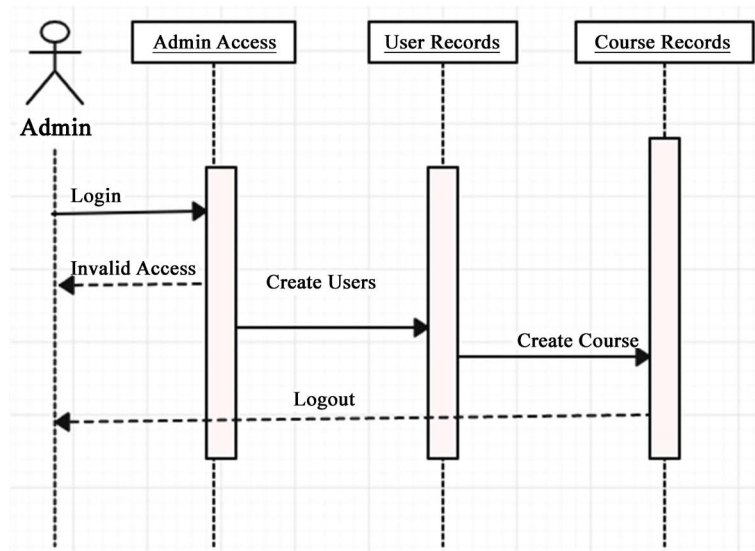 Admin Access
User Records
Course Records
Admin
Login
Invalid Access
Create Users
Create Course
Logout